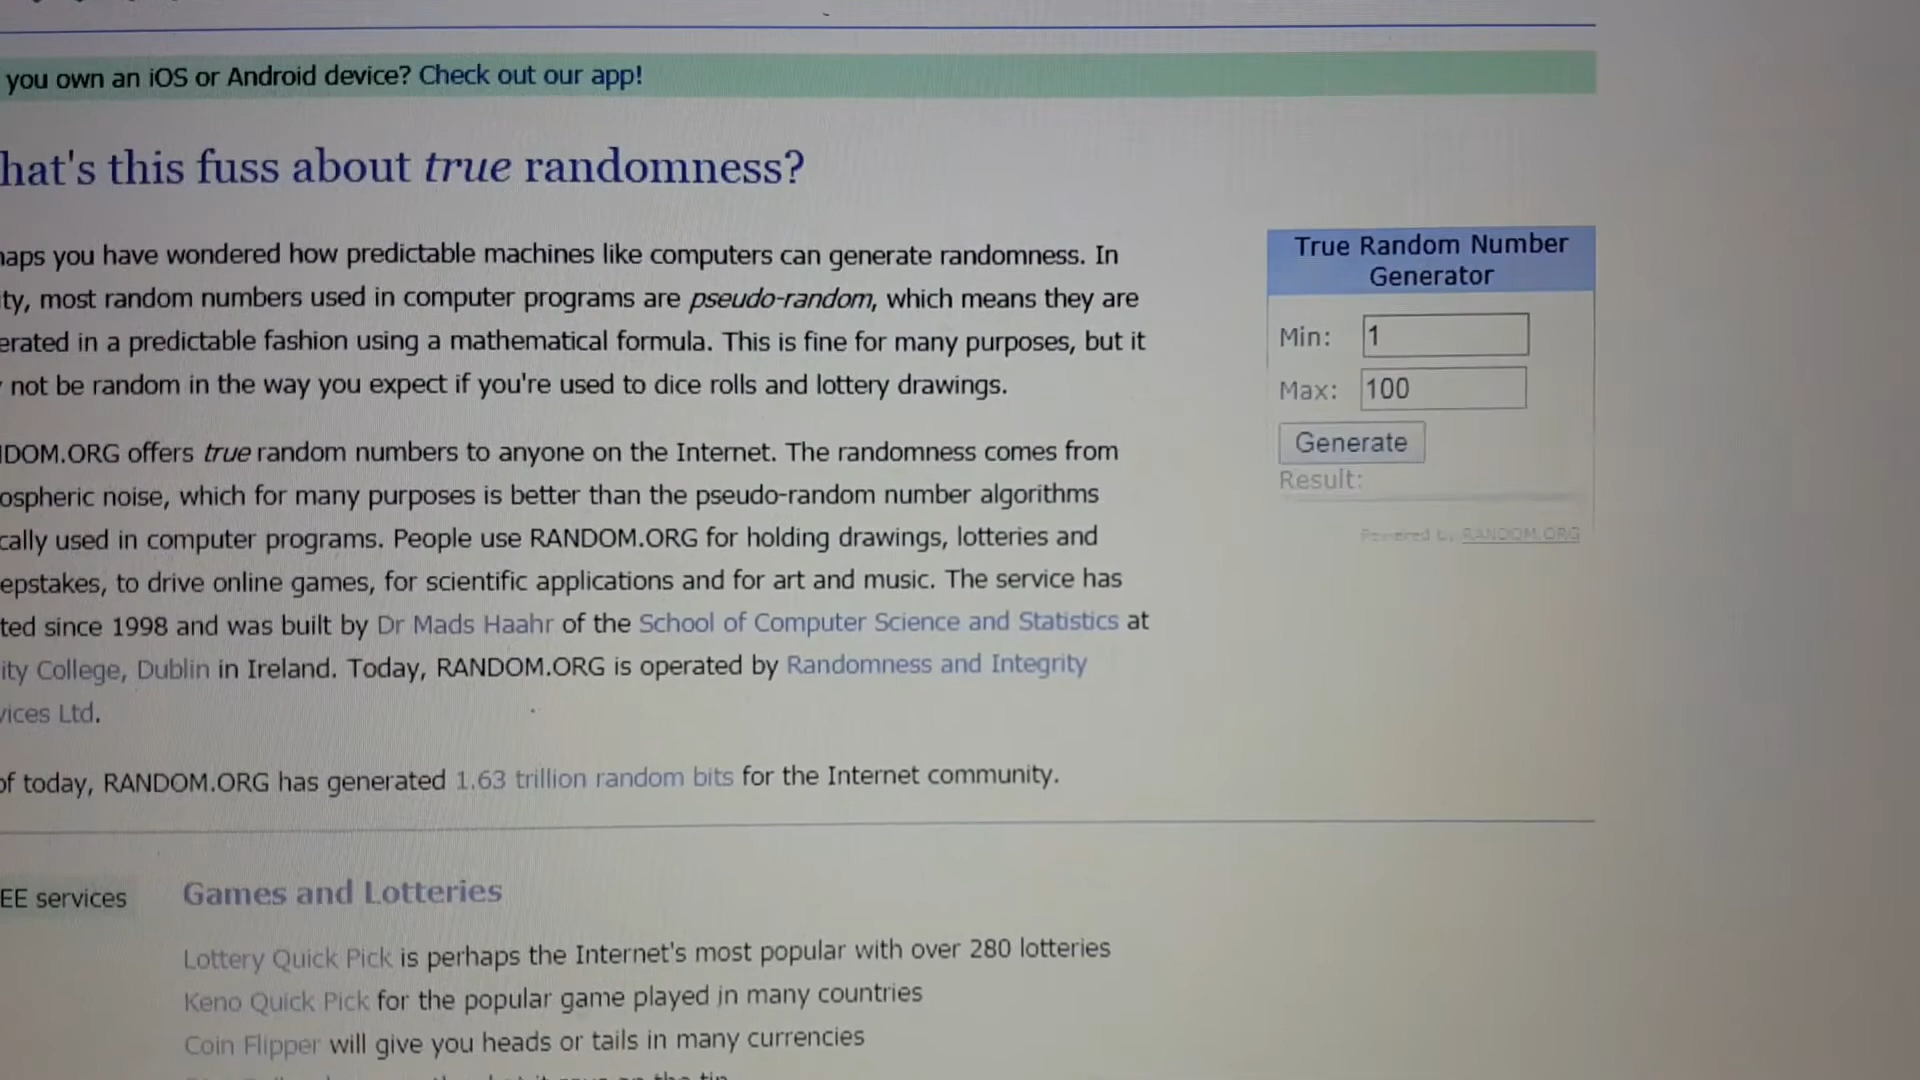 you own an iOS or Android device? Check out our app!
hat's this fuss about true randomness?
haps you have wondered how predictable machines like computers can generate randomness. In
ity, most random numbers used in computer programs are pseudo-random, which means they are
erated in a predictable fashion using a mathematical formula. This is fine for many purposes, but it
not be random in the way you expect if you're used to dice rolls and lottery drawings.
NDOM.ORG offers true random numbers to anyone on the Internet. The randomness comes from
ospheric noise, which for many purposes is better than the pseudo-random number algorithms
cally used in computer programs. People use RANDOM.ORG for holding drawings, lotteries and
epstakes, to drive online games, for scientific applications and for art and music. The service has
ted since 1998 and was built by Dr Mads Haahr of the School of Computer Science and Statistics at
ity College, Dublin in Ireland. Today, RANDOM.ORG is operated by Randomness and Integrity
vices Ltd.
of today, RANDOM.ORG has generated 1.63 trillion random bits for the Internet community.
True Random Number
Generator
Min: 1
Max: 100
Generate
Result:
Powered by RANDOM.ORG
EE services
Games and Lotteries
Lottery Quick Pick is perhaps the Internet's most popular with over 280 lotteries
Keno Quick Pick for the popular game played in many countries
Coin Flipper will give you heads or tails in many currencies